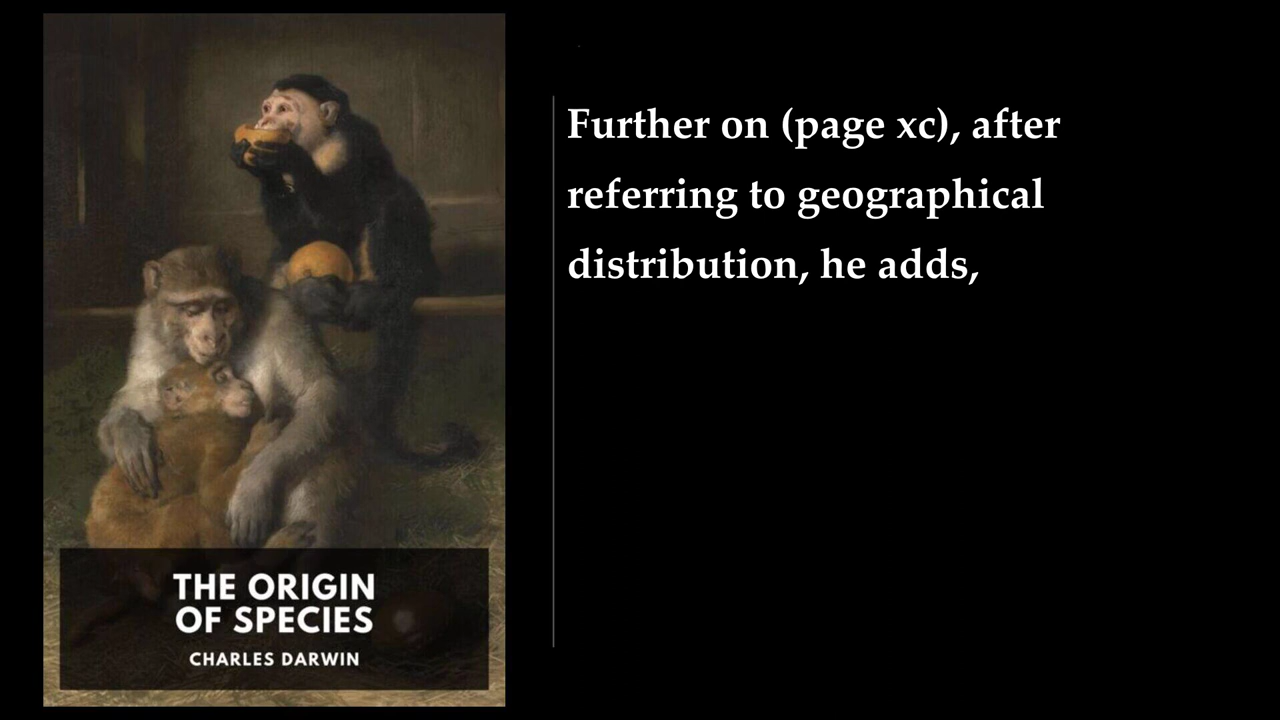 Further on (page xc), after
referring to geographical
distribution, he adds,
THE ORIGIN
OF SPECIES
CHARLES DARWIN